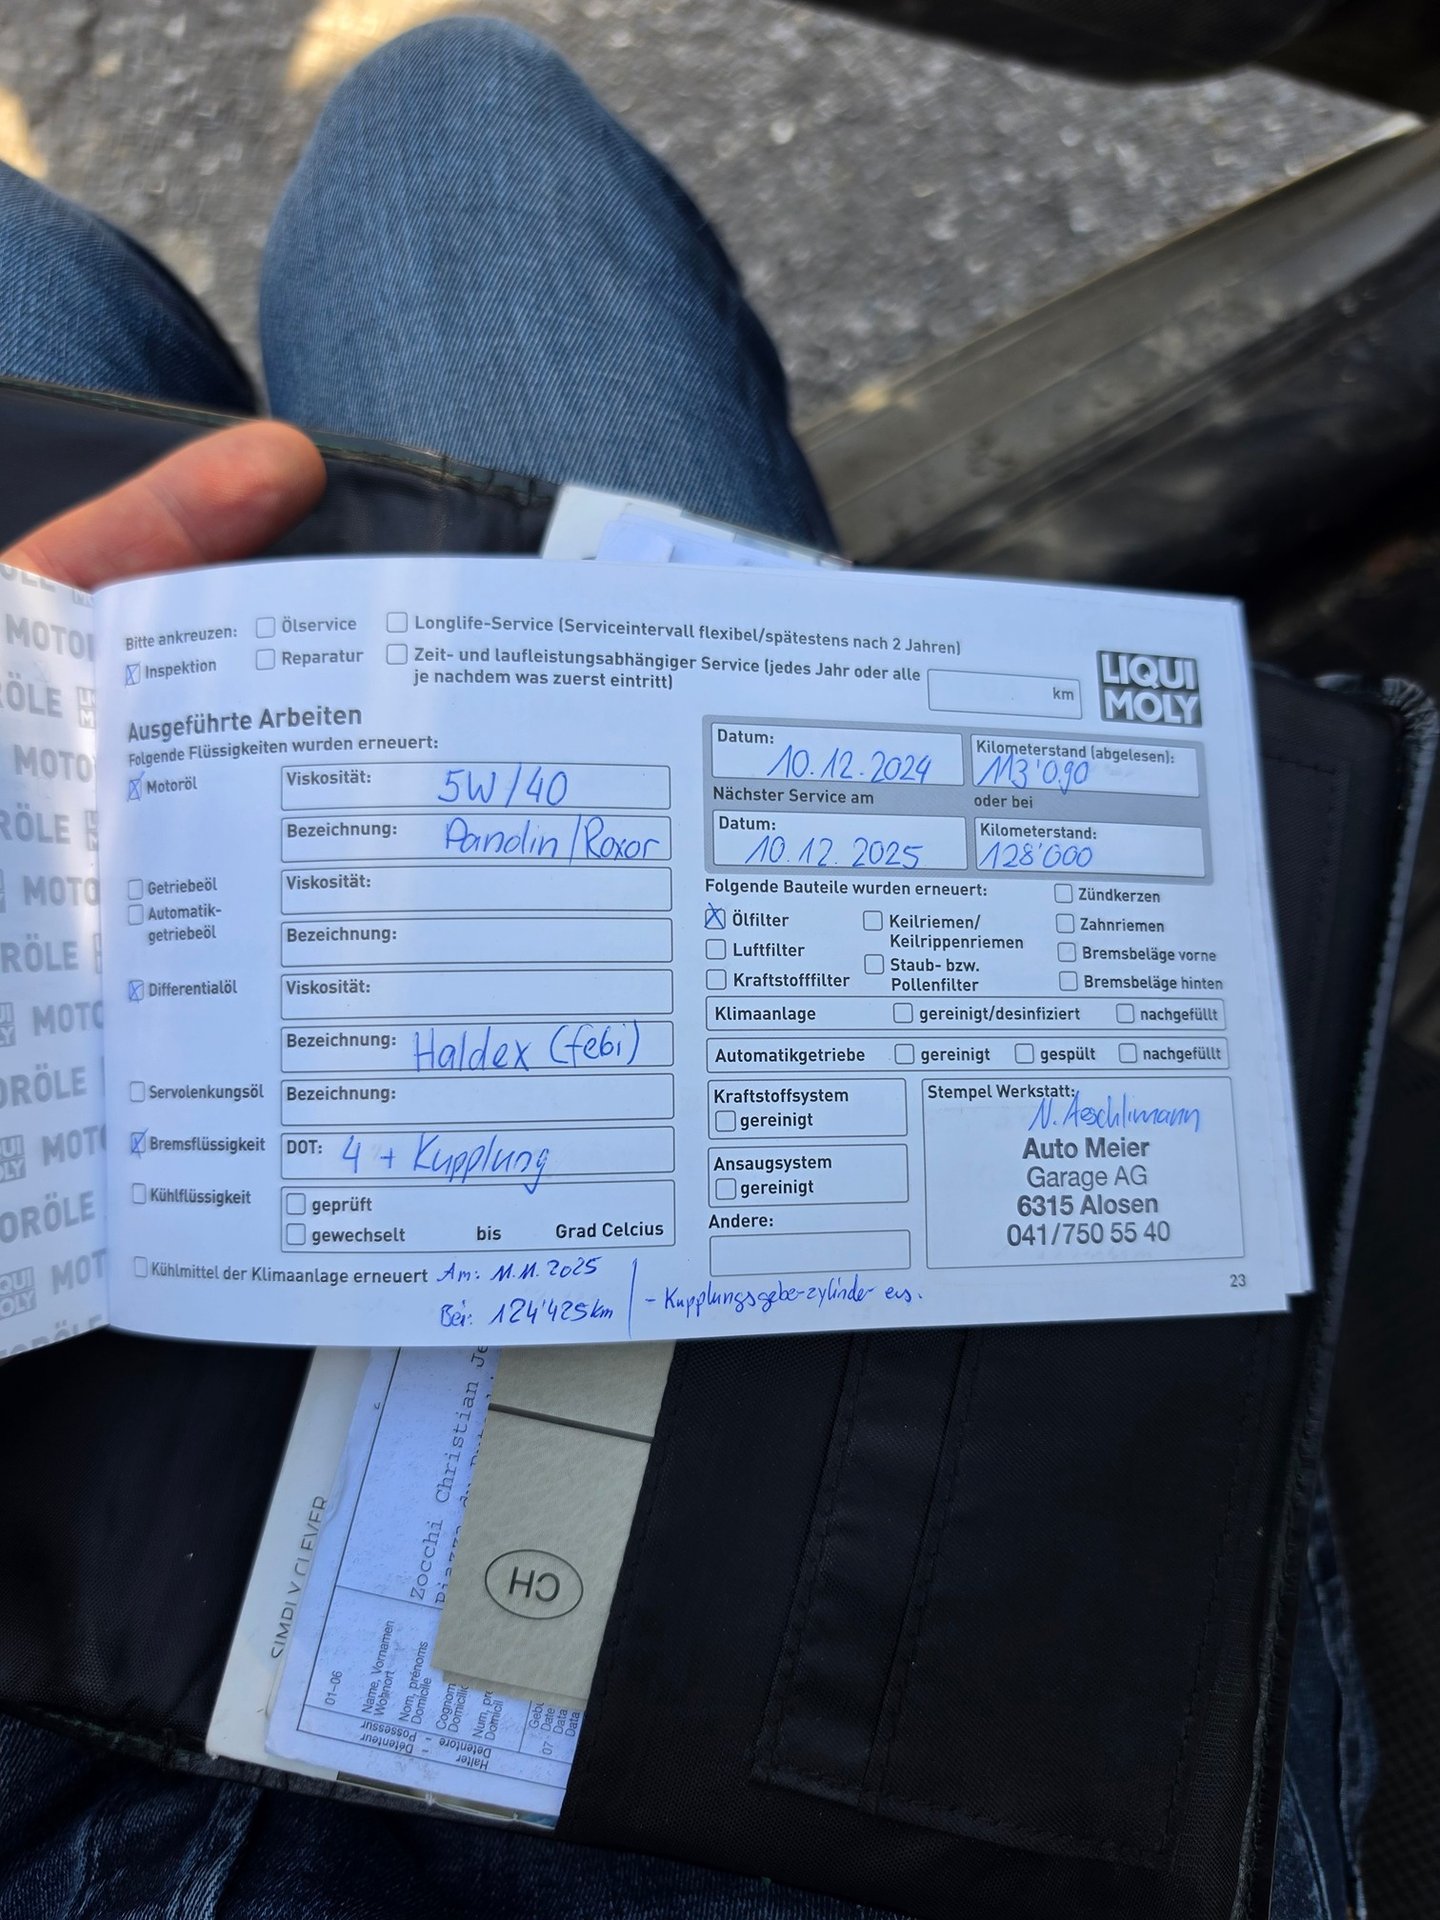 Bitte ankreuzen: Ölservice Longlife-Service (Serviceintervall flexibel/spätestens nach 2 Jahren)
Inspektion Reparatur Zeit- und laufleistungsabhängiger Service (jedes Jahr oder alle km
je nachdem was zuerst eintritt)
LIQUI
MOLY
Ausgeführte Arbeiten
Folgende Flüssigkeiten wurden erneuert:
Motoröl Viskosität: 5W/40
Bezeichnung: Panolin/Roxor
Getriebeöl Viskosität:
Automatik-
getriebeöl Bezeichnung:
Differentialöl Viskosität:
Bezeichnung: Haldex (febi)
Servolenkungsöl Bezeichnung:
Bremsflüssigkeit DOT: 4 + Kupplung
Kühlflüssigkeit geprüft
gewechselt bis Grad Celcius
Kühlmittel der Klimaanlage erneuert
Am: 11.11.2025
Bei: 124'425km
- Kupplungsgeberzylinder ers.
Datum: 10.12.2024 Kilometerstand (abgelesen): 113'090
Nächster Service am oder bei
Datum: 10.12.2025 Kilometerstand: 128'000
Folgende Bauteile wurden erneuert: Zündkerzen
Ölfilter Keilriemen/ Zahnriemen
Keilrippenriemen
Luftfilter Bremsbeläge vorne
Staub- bzw.
Kraftstofffilter Pollenfilter Bremsbeläge hinten
Klimaanlage gereinigt/desinfiziert nachgefüllt
Automatikgetriebe gereinigt gespült nachgefüllt
Kraftstoffsystem
gereinigt
Ansaugsystem
gereinigt
Andere:
Stempel Werkstatt:
N. Aeschlimann
Auto Meier
Garage AG
6315 Alosen
041/750 55 40
23
MOTO
SIMPLY CLEVER
01-06
Name, Vornamen
Wohnort
Nom, prénoms
Domicile
Halter
Détenteur
Detentore
Possessur
Zocchi Christian
CH